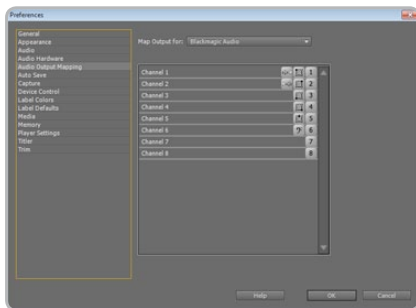 Preferences
General
Appearance
Audio
Audio Hardware
Audio Output Mapping
Auto Save
Capture
Device Control
Label Colors
Label Defaults
Media
Memory
Player Settings
Titler
Trim
Map Output for: Blackmagic Audio
Channel 1 1
Channel 2 2
Channel 3 3
Channel 4 4
Channel 5 5
Channel 6 6
Channel 7 7
Channel 8 8
Help OK Cancel